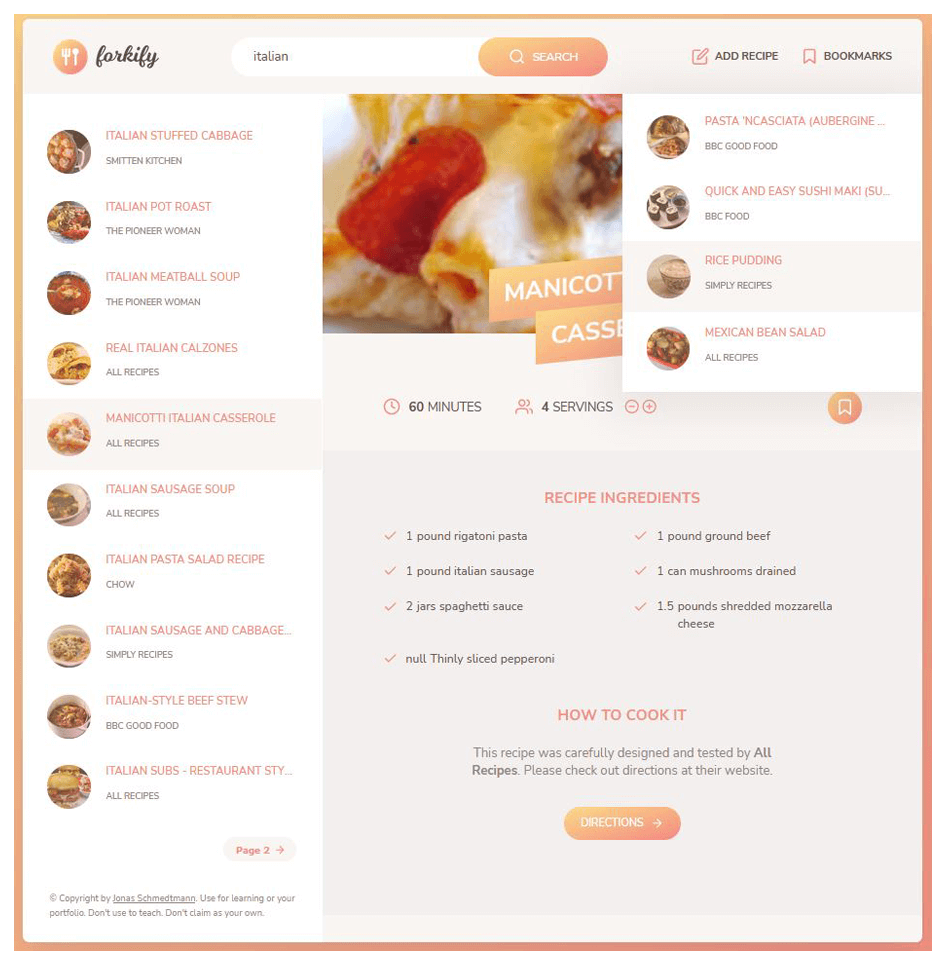 forkify
italian
SEARCH
ADD RECIPE
BOOKMARKS
ITALIAN STUFFED CABBAGE
SMITTEN KITCHEN
ITALIAN POT ROAST
THE PIONEER WOMAN
ITALIAN MEATBALL SOUP
THE PIONEER WOMAN
REAL ITALIAN CALZONES
ALL RECIPES
MANICOTTI ITALIAN CASSEROLE
ALL RECIPES
ITALIAN SAUSAGE SOUP
ALL RECIPES
ITALIAN PASTA SALAD RECIPE
CHOW
ITALIAN SAUSAGE AND CABBAGE...
SIMPLY RECIPES
ITALIAN-STYLE BEEF STEW
BBC GOOD FOOD
ITALIAN SUBS - RESTAURANT STY...
ALL RECIPES
Page 2
© Copyright by Jonas Schmedtmann. Use for learning or your
portfolio. Don't use to teach. Don't claim as your own.
MANICOTT
CASSE
PASTA 'NCASCIATA (AUBERGINE ...
BBC GOOD FOOD
QUICK AND EASY SUSHI MAKI (SU...
BBC FOOD
RICE PUDDING
SIMPLY RECIPES
MEXICAN BEAN SALAD
ALL RECIPES
60 MINUTES
4 SERVINGS
RECIPE INGREDIENTS
1 pound rigatoni pasta
1 pound ground beef
1 pound italian sausage
1 can mushrooms drained
2 jars spaghetti sauce
1.5 pounds shredded mozzarella
cheese
null Thinly sliced pepperoni
HOW TO COOK IT
This recipe was carefully designed and tested by All
Recipes. Please check out directions at their website.
DIRECTIONS